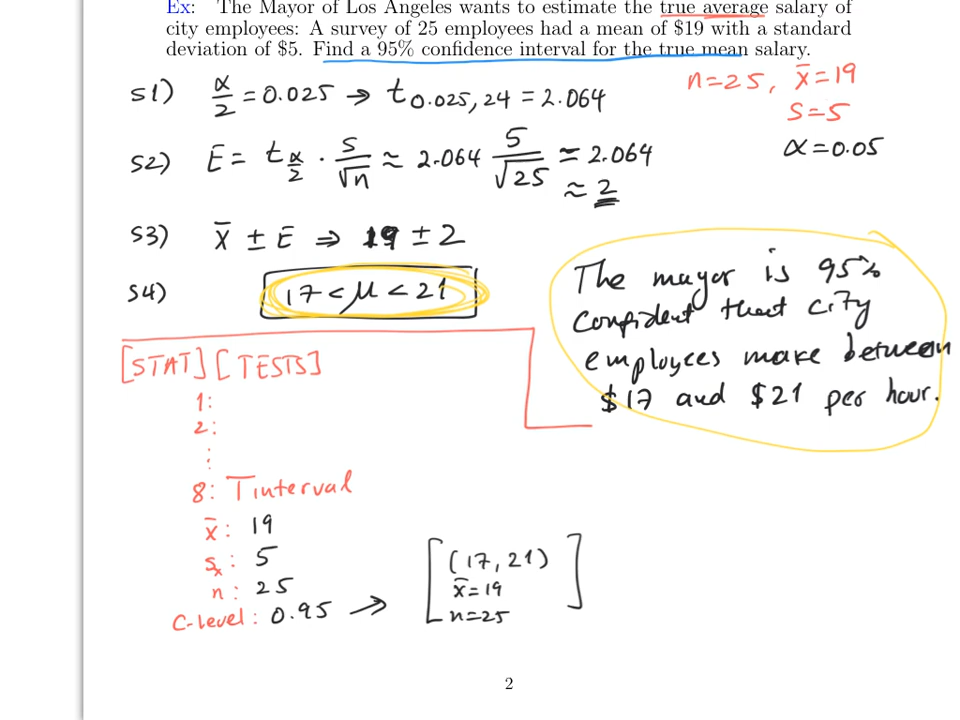 Ex: The Mayor of Los Angeles wants to estimate the true average salary of
city employees: A survey of 25 employees had a mean of $19 with a standard
deviation of $5. Find a 95% confidence interval for the true mean salary.
n=25, x̄=19
S=5
α=0.05
S1) α/2 = 0.025 → t0.025,24 = 2.064
S2) E = tα/2 · s/√n ≈ 2.064 5/√25 = 2.064
≈ 2
S3) x̄ ± E ⇒ 19 ± 2
S4) 17 < μ < 21
The mayor is 95%
confident that city
employees make between
$17 and $21 per hour.
[STAT] [TESTS]
1:
2:
⋮
8: Tinterval
x̄: 19
Sx: 5
n: 25
C-level: 0.95 →
[(17, 21)
x̄=19
n=25]
2